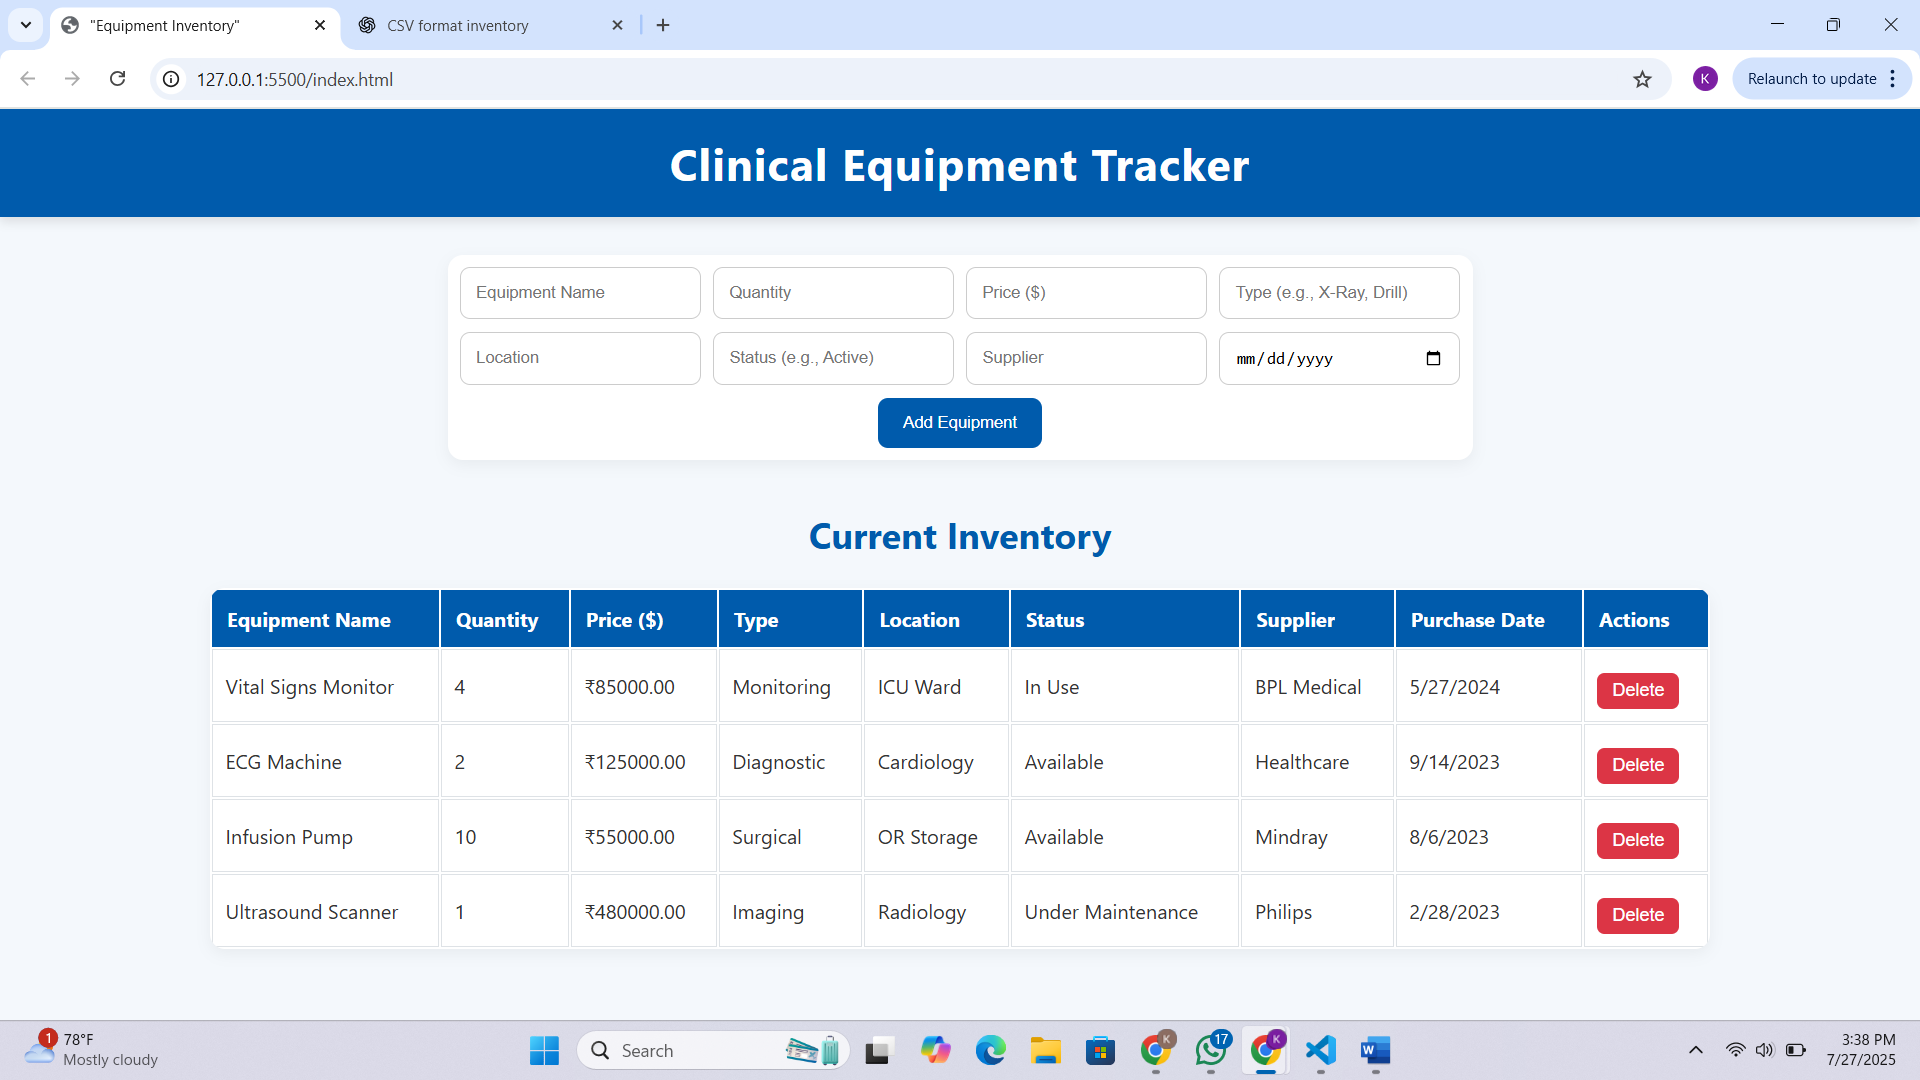 "Equipment Inventory"
CSV format inventory
127.0.0.1:5500/index.html
K
Relaunch to update
Clinical Equipment Tracker
Equipment Name Quantity Price ($) Type (e.g., X-Ray, Drill)
Location Status (e.g., Active) Supplier mm/dd/yyyy
Add Equipment
Current Inventory
Equipment Name Quantity Price ($) Type Location Status Supplier Purchase Date Actions
Vital Signs Monitor 4 ₹85000.00 Monitoring ICU Ward In Use BPL Medical 5/27/2024 Delete
ECG Machine 2 ₹125000.00 Diagnostic Cardiology Available Healthcare 9/14/2023 Delete
Infusion Pump 10 ₹55000.00 Surgical OR Storage Available Mindray 8/6/2023 Delete
Ultrasound Scanner 1 ₹480000.00 Imaging Radiology Under Maintenance Philips 2/28/2023 Delete
1
78°F
Mostly cloudy
Search
K
17
K
W
3:38 PM
7/27/2025